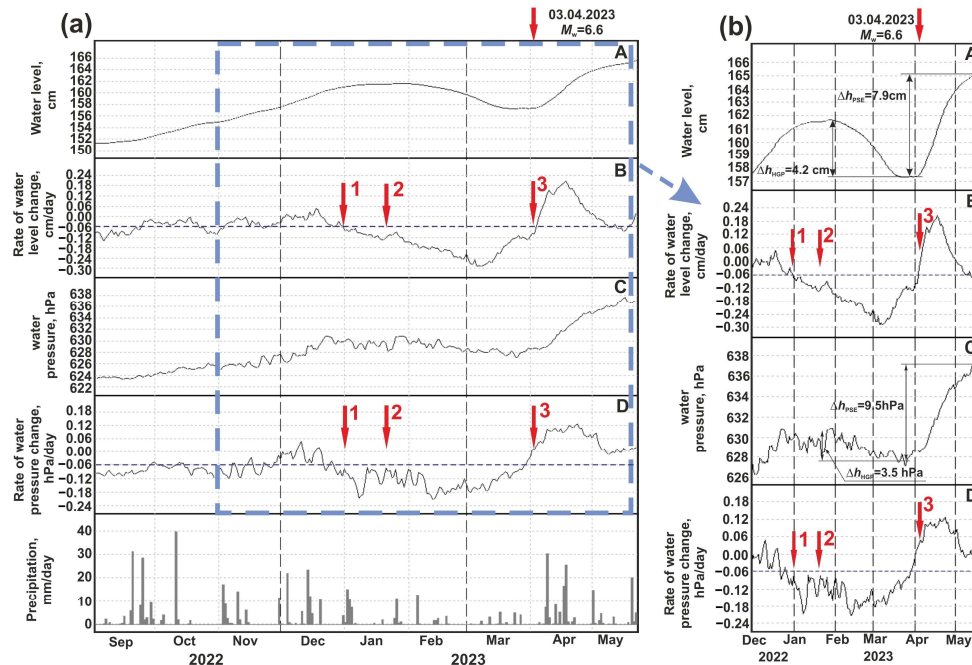 (a)
03.04.2023
Mw=6.6
A
Water level,
cm
166
164
162
160
158
156
154
152
150
B
Rate of water
level change,
cm/day
0.24
0.18
0.12
0.06
0.00
−0.06
−0.12
−0.18
−0.24
−0.30
1
2
3
C
water
pressure, hPa
638
636
634
632
630
628
626
624
622
D
Rate of water
pressure change,
hPa/day
0.18
0.12
0.06
0.00
−0.06
−0.12
−0.18
−0.24
1
2
3
Precipitation,
mm/day
40
30
20
10
0
Sep
Oct
Nov
Dec
Jan
Feb
Mar
Apr
May
2022
2023
(b)
03.04.2023
Mw=6.6
A
Water level,
cm
166
165
164
163
162
161
160
159
158
157
ΔhPSE=7.9cm
ΔhHGP=4.2 cm
Rate of water
level change,
cm/day
0.24
0.18
0.12
0.06
0.00
−0.06
−0.12
−0.18
−0.24
−0.30
1
2
3
water
pressure, hPa
638
636
634
632
630
628
626
ΔhPSE=9.5hPa
ΔhHGP=3.5 hPa
D
Rate of water
pressure change,
hPa/day
0.18
0.12
0.06
0.00
−0.06
−0.12
−0.18
0.24
1
2
3
Dec
Jan
Feb
Mar
Apr
May
2022
2023